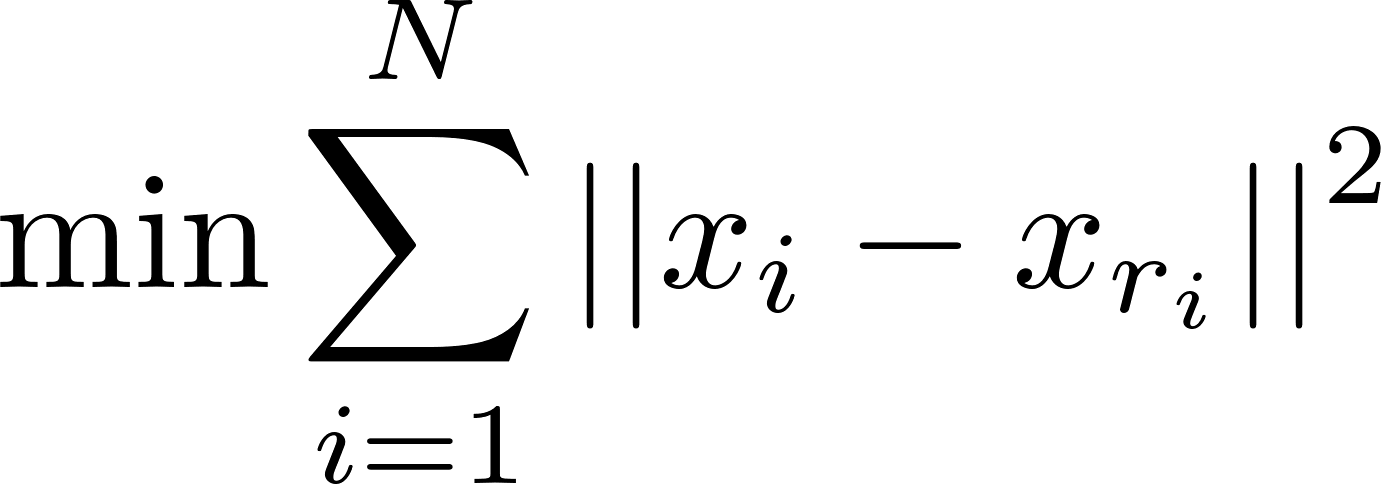 min ∑_{i=1}^{N} ||x_i − x_{r_i}||^2